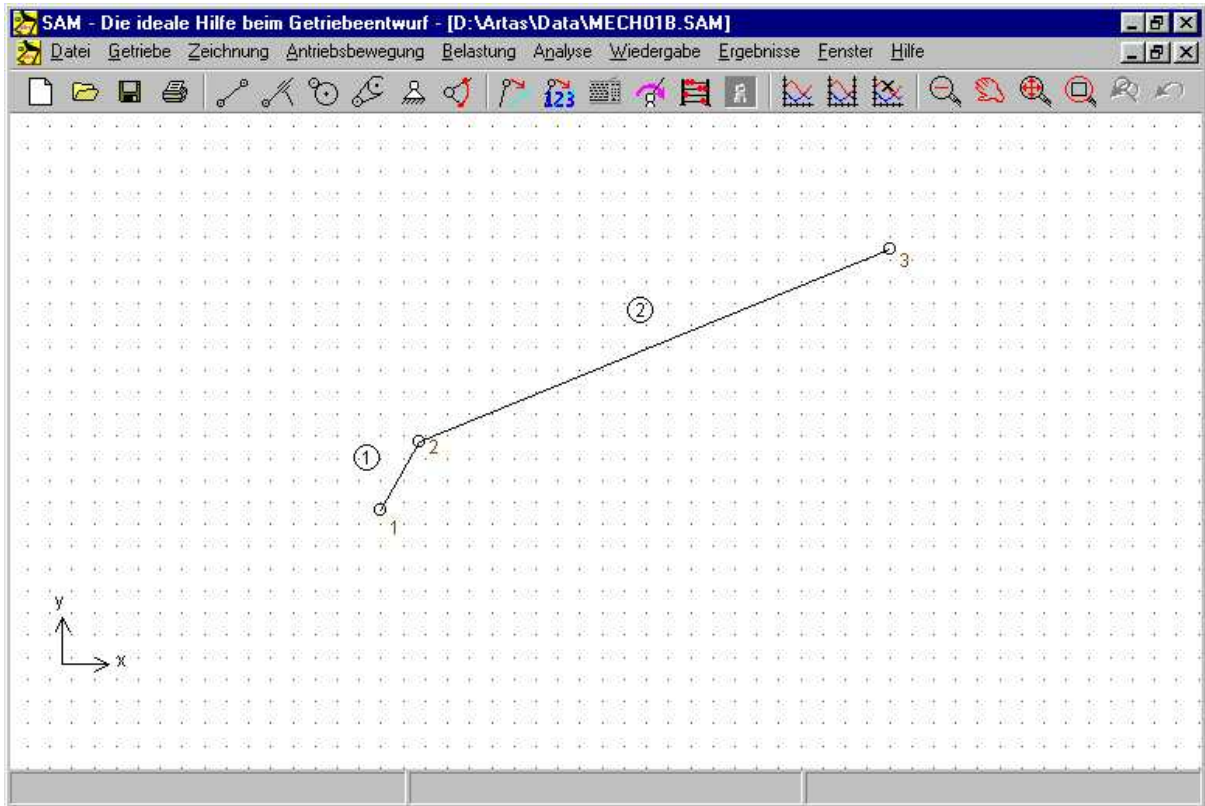 SAM - Die ideale Hilfe beim Getriebeentwurf - [D:\Artas\Data\MECH01B.SAM]
Datei Getriebe Zeichnung Antriebsbewegung Belastung Analyse Wiedergabe Ergebnisse Fenster Hilfe
123
3
2
2
1
1
y
x